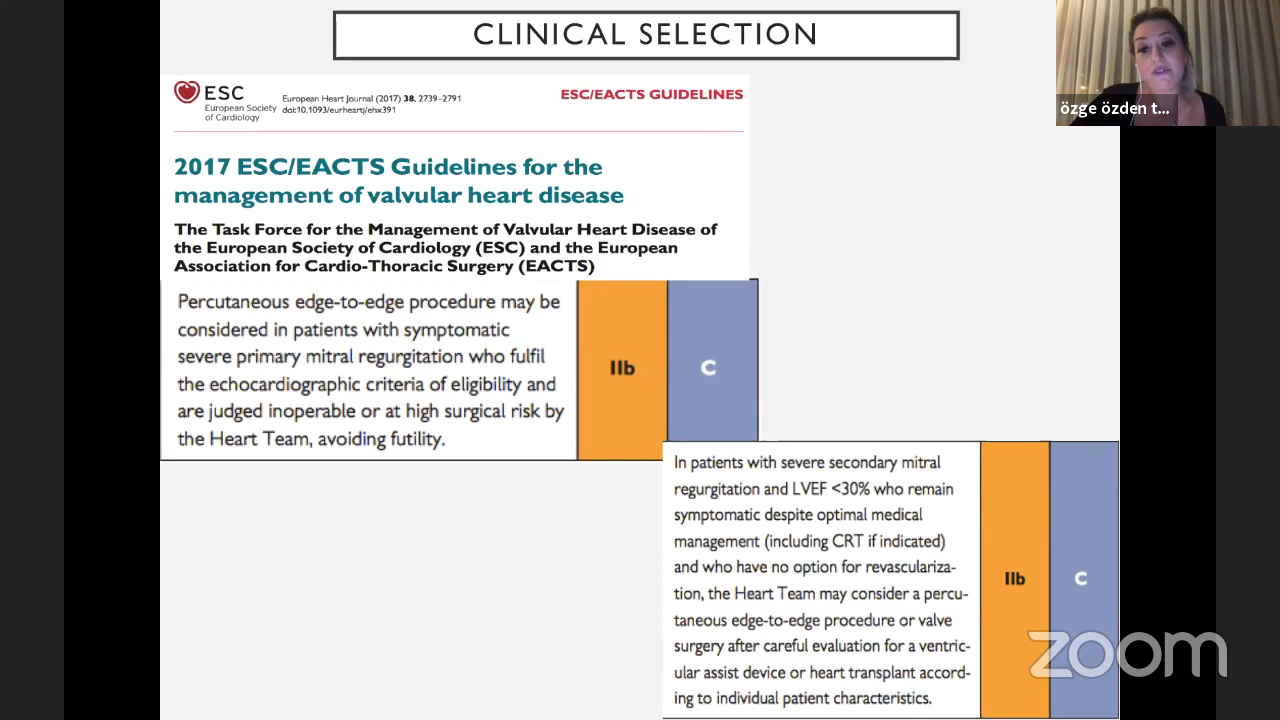 CLINICAL SELECTION
özge özden t...
ESC
European Society
of Cardiology
European Heart Journal (2017) 38, 2739–2791
doi:10.1093/eurheartj/ehx391
ESC/EACTS GUIDELINES
2017 ESC/EACTS Guidelines for the
management of valvular heart disease
The Task Force for the Management of Valvular Heart Disease of
the European Society of Cardiology (ESC) and the European
Association for Cardio-Thoracic Surgery (EACTS)
Percutaneous edge-to-edge procedure may be
considered in patients with symptomatic
severe primary mitral regurgitation who fulfil
the echocardiographic criteria of eligibility and
are judged inoperable or at high surgical risk by
the Heart Team, avoiding futility.
IIb
C
In patients with severe secondary mitral
regurgitation and LVEF <30% who remain
symptomatic despite optimal medical
management (including CRT if indicated)
and who have no option for revasculariza-
tion, the Heart Team may consider a percu-
taneous edge-to-edge procedure or valve
surgery after careful evaluation for a ventric-
ular assist device or heart transplant accord-
ing to individual patient characteristics.
IIb
C
zoom